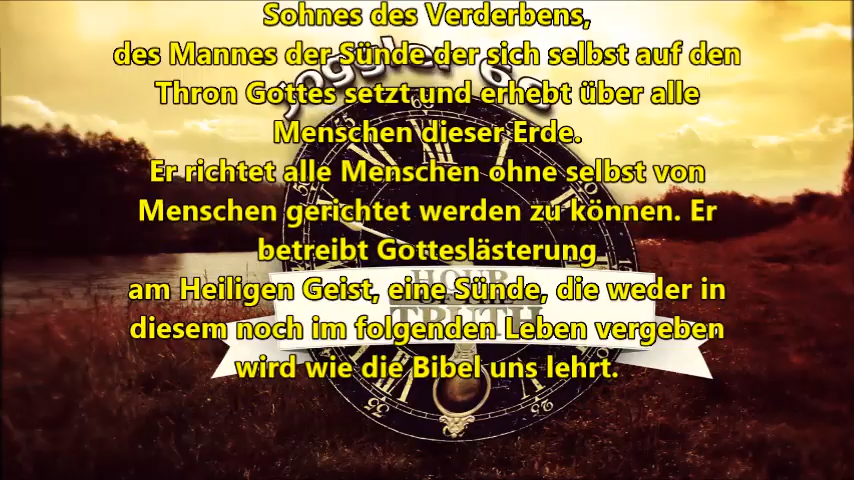 Sohnes des Verderbens,
des Mannes der Sünde der sich selbst auf den
Thron Gottes setzt und erhebt über alle
Menschen dieser Erde.
Er richtet alle Menschen ohne selbst von
Menschen gerichtet werden zu können. Er
betreibt Gotteslästerung
am Heiligen Geist, eine Sünde, die weder in
diesem noch im folgenden Leben vergeben
wird wie die Bibel uns lehrt.
HOUR
TRUTH